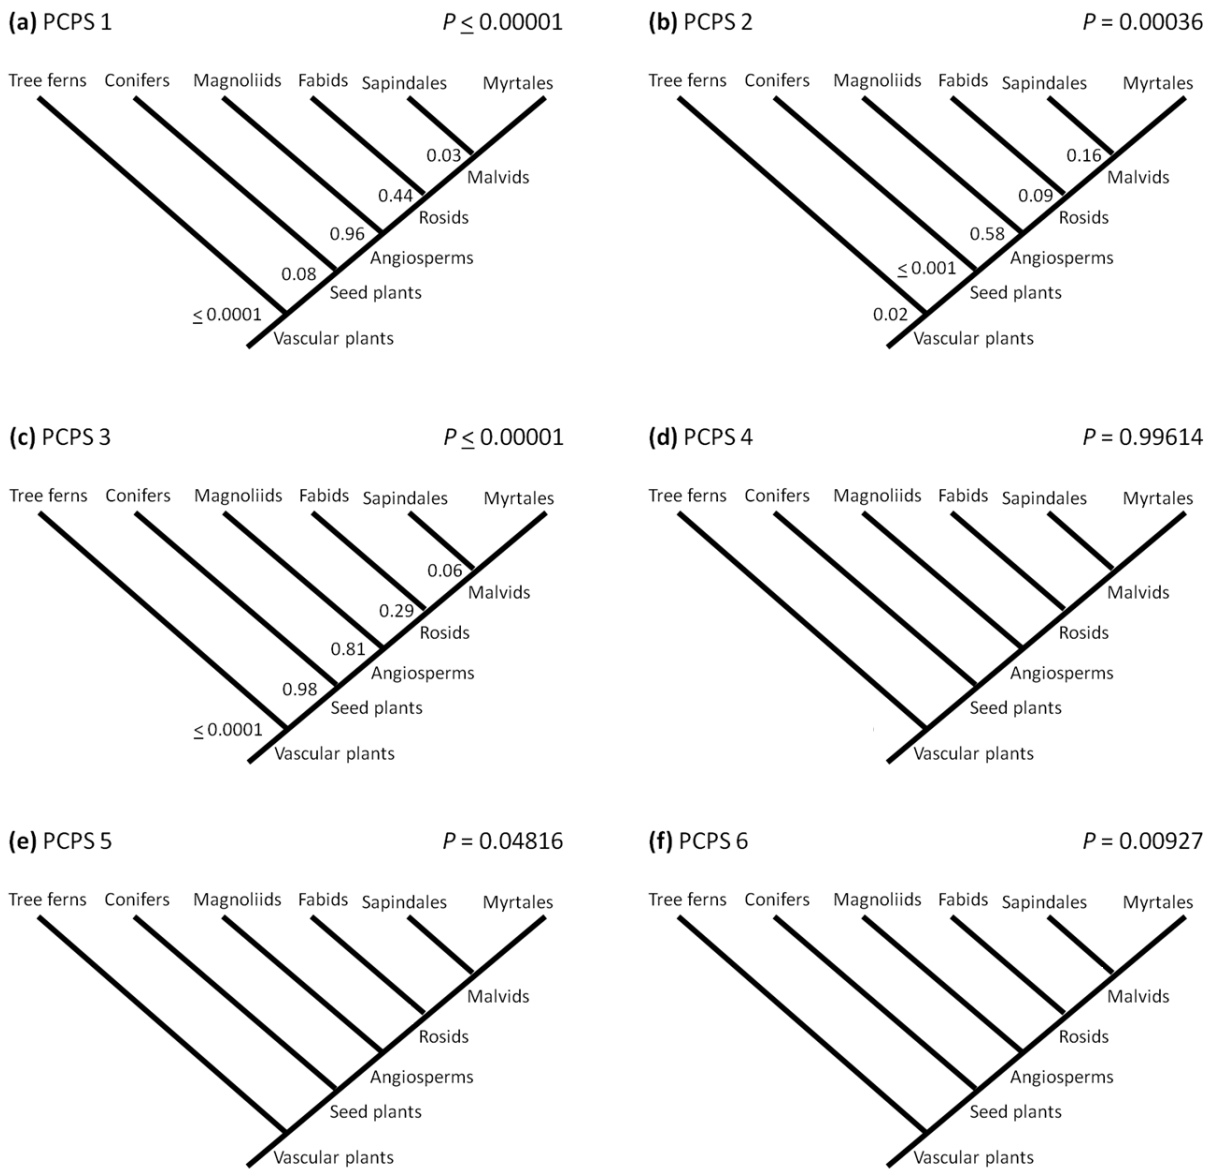 (a) PCPS 1 P ≤ 0.00001
Tree ferns Conifers Magnoliids Fabids Sapindales Myrtales
0.03
Malvids
0.44
Rosids
0.96
Angiosperms
0.08
Seed plants
≤ 0.0001
Vascular plants
(b) PCPS 2 P = 0.00036
Tree ferns Conifers Magnoliids Fabids Sapindales Myrtales
0.16
Malvids
0.09
Rosids
0.58
Angiosperms
≤ 0.001
Seed plants
0.02
Vascular plants
(c) PCPS 3 P ≤ 0.00001
Tree ferns Conifers Magnoliids Fabids Sapindales Myrtales
0.06
Malvids
0.29
Rosids
0.81
Angiosperms
0.98
Seed plants
≤ 0.0001
Vascular plants
(d) PCPS 4 P = 0.99614
Tree ferns Conifers Magnoliids Fabids Sapindales Myrtales
Malvids
Rosids
Angiosperms
Seed plants
Vascular plants
(e) PCPS 5 P = 0.04816
Tree ferns Conifers Magnoliids Fabids Sapindales Myrtales
Malvids
Rosids
Angiosperms
Seed plants
Vascular plants
(f) PCPS 6 P = 0.00927
Tree ferns Conifers Magnoliids Fabids Sapindales Myrtales
Malvids
Rosids
Angiosperms
Seed plants
Vascular plants